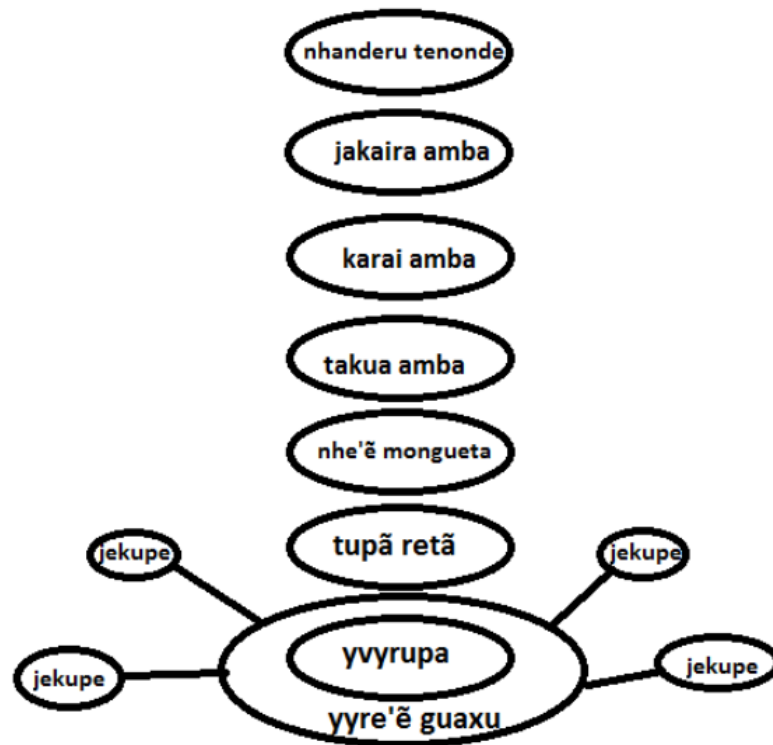 nhanderu tenonde
jakaira amba
karai amba
takua amba
nhe'ẽ mongueta
tupã retã
jekupe
jekupe
yvyrupa
jekupe
jekupe
yyre'ẽ guaxu